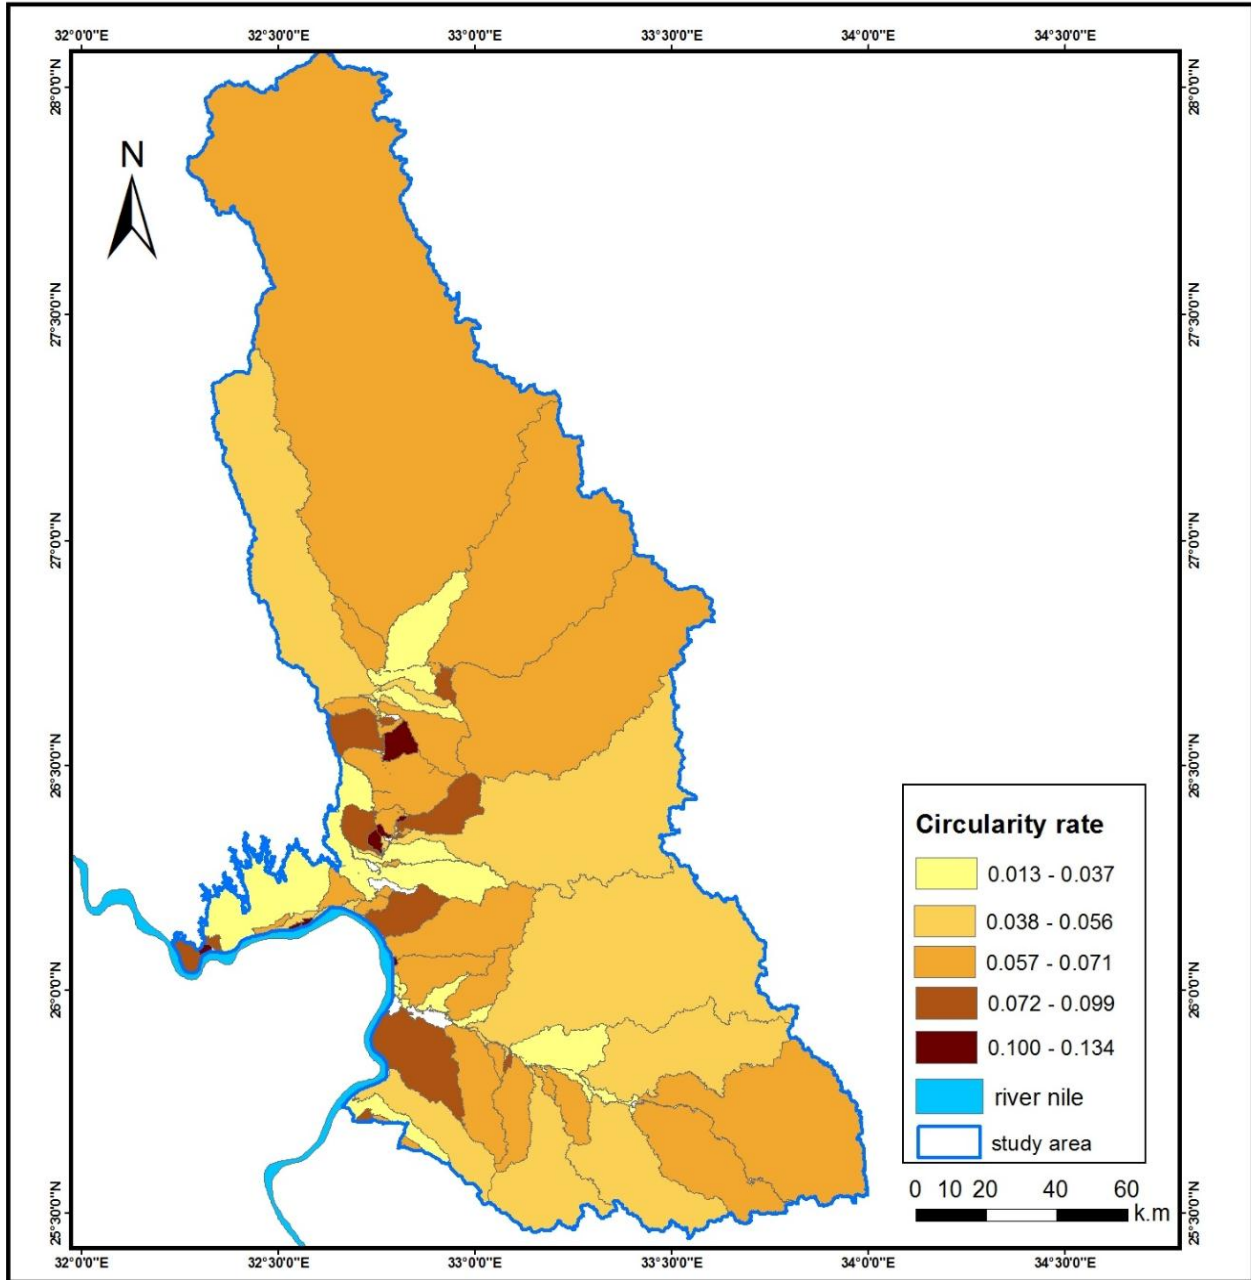 32°0'0"E 32°30'0"E 33°0'0"E 33°30'0"E 34°0'0"E 34°30'0"E
28°0'0"N 28°0'0"N
N
27°30'0"N 27°30'0"N
27°0'0"N 27°0'0"N
26°30'0"N 26°30'0"N
Circularity rate
0.013 - 0.037
0.038 - 0.056
0.057 - 0.071
0.072 - 0.099
0.100 - 0.134
river nile
study area
26°0'0"N 26°0'0"N
0 10 20 40 60
k.m
25°30'0"N 25°30'0"N
32°0'0"E 32°30'0"E 33°0'0"E 33°30'0"E 34°0'0"E 34°30'0"E